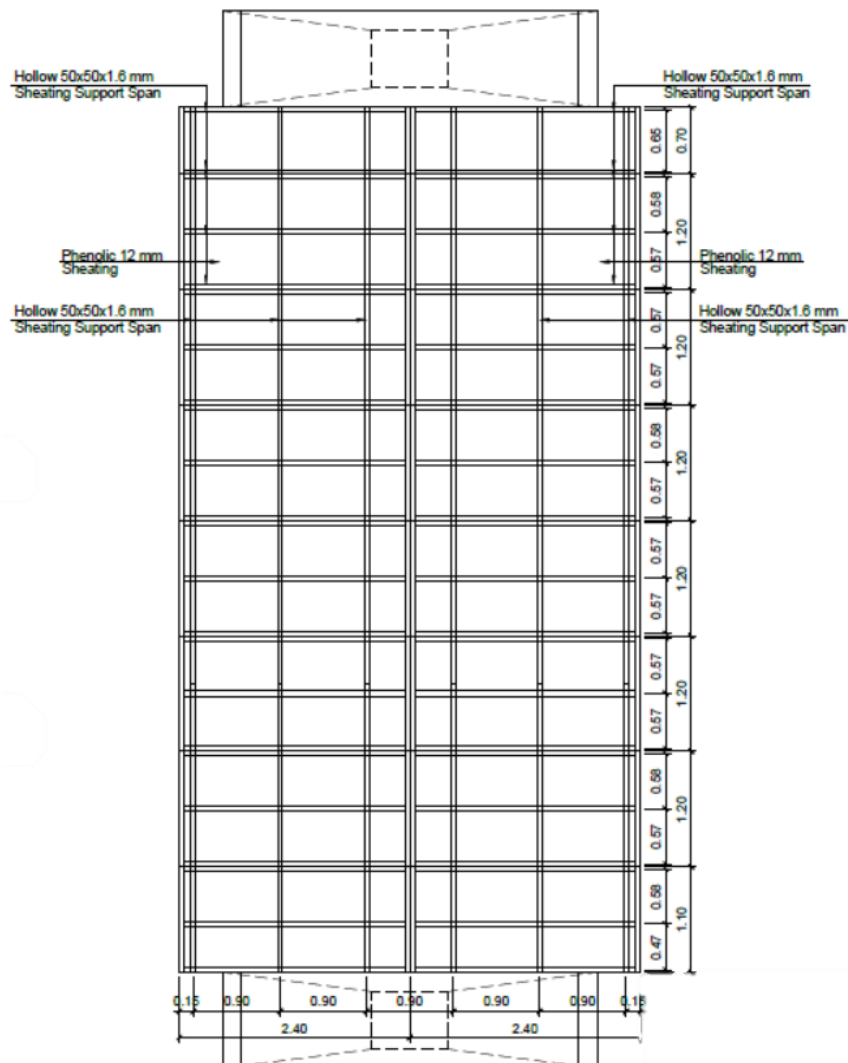 Hollow 50x50x1.6 mm
Sheating Support Span
Hollow 50x50x1.6 mm
Sheating Support Span
0.65
0.70
0.58
1.20
0.57
Phenolic 12 mm
Sheating
Phenolic 12 mm
Sheating
Hollow 50x50x1.6 mm
Sheating Support Span
Hollow 50x50x1.6 mm
Sheating Support Span
0.57
1.20
0.57
0.58
1.20
0.57
0.57
1.20
0.57
0.57
1.20
0.57
0.58
1.20
0.57
0.58
1.10
0.47
0.15 0.90 0.90 0.90 0.90 0.90 0.15
2.40 2.40